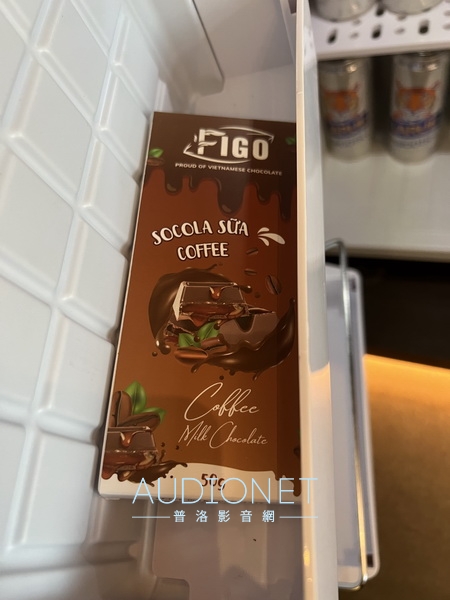 FIGO
PROUD OF VIETNAMESE CHOCOLATE
SOCOLA SỮA
COFFEE
Coffee
Milk Chocolate
50g
AUDIONET
普洛影音網